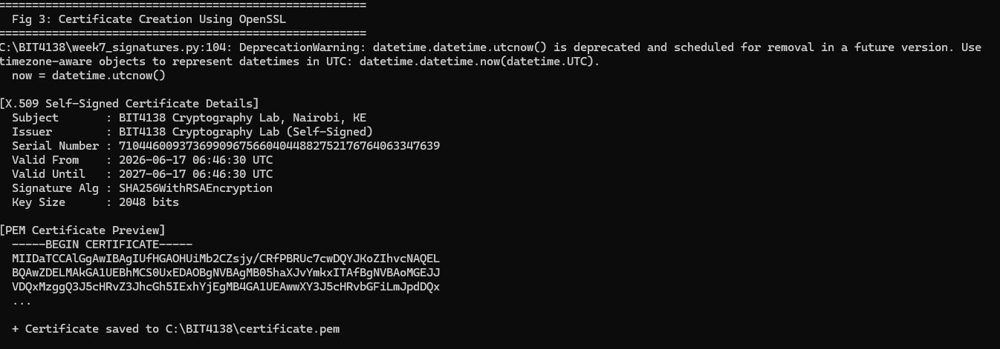 =======================================================
  Fig 3: Certificate Creation Using OpenSSL
=======================================================
C:\BIT4138\week7_signatures.py:104: DeprecationWarning: datetime.datetime.utcnow() is deprecated and scheduled for removal in a future version. Use
timezone-aware objects to represent datetimes in UTC: datetime.datetime.now(datetime.UTC).
  now = datetime.utcnow()

[X.509 Self-Signed Certificate Details]
  Subject       : BIT4138 Cryptography Lab, Nairobi, KE
  Issuer        : BIT4138 Cryptography Lab (Self-Signed)
  Serial Number : 710446009373699096756604044882752176764063347639
  Valid From    : 2026-06-17 06:46:30 UTC
  Valid Until   : 2027-06-17 06:46:30 UTC
  Signature Alg : SHA256WithRSAEncryption
  Key Size      : 2048 bits

[PEM Certificate Preview]
  -----BEGIN CERTIFICATE-----
  MIIDaTCCAlGgAwIBAgIUfHGAOHUiMb2CZsjy/CRfPBRUc7cwDQYJKoZIhvcNAQEL
  BQAwZDELMAkGA1UEBhMCS0UxEDAOBgNVBAgMB05haXJvYmkxITAfBgNVBAoMGEJJ
  VDQxMzggQ3J5cHRvZ3JhcGh5IExhYjEgMB4GA1UEAwwXY3J5cHRvbGFiLmJpdDQx
  ...

  + Certificate saved to C:\BIT4138\certificate.pem